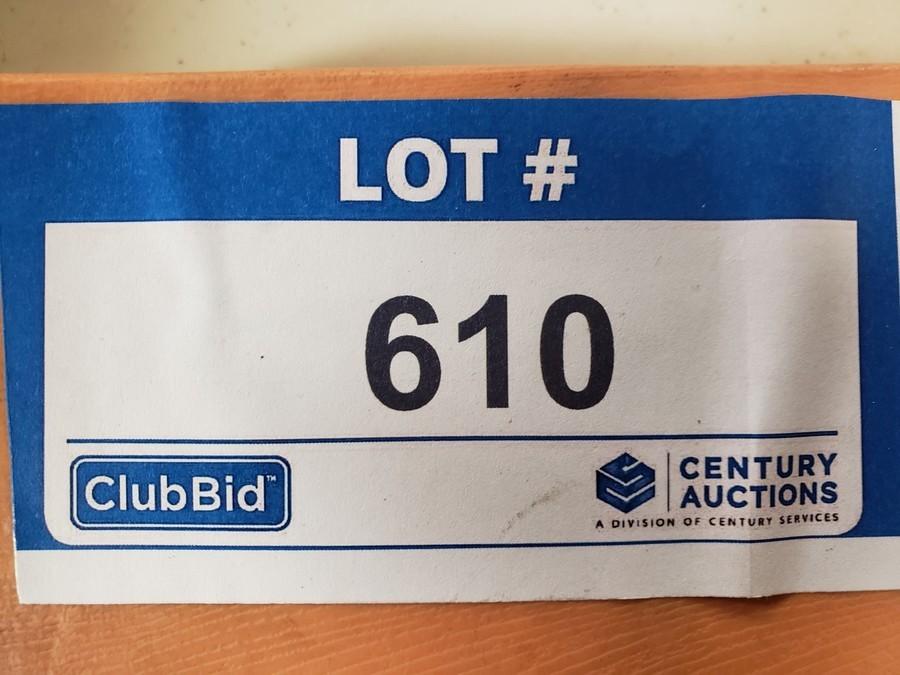 LOT #
610
ClubBid™
CENTURY
AUCTIONS
A DIVISION OF CENTURY SERVICES